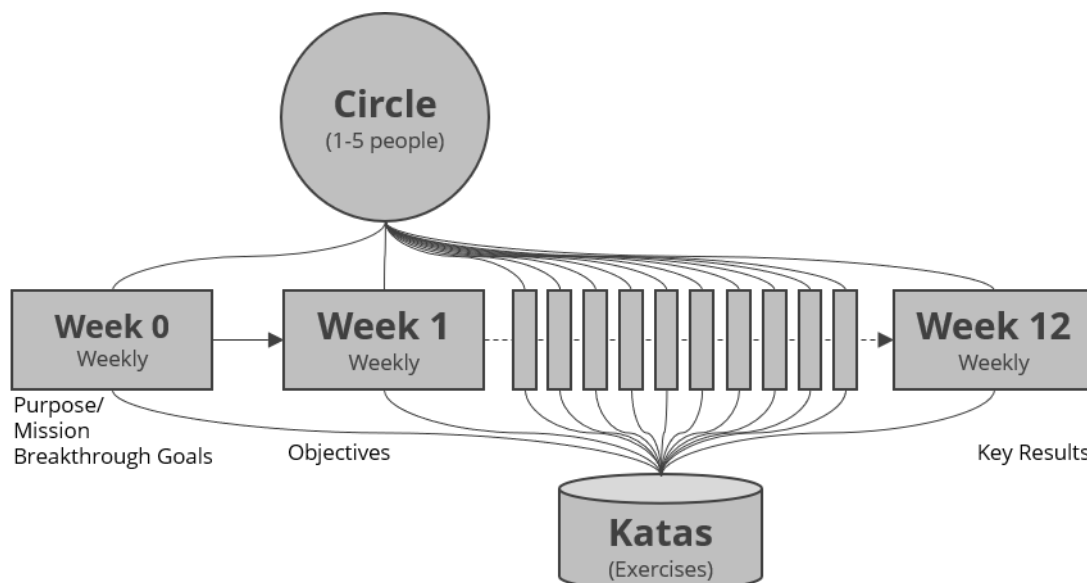 Circle
(1-5 people)
Week 0
Weekly
Week 1
Weekly
Week 12
Weekly
Purpose/
Mission
Breakthrough Goals
Objectives
Key Results
Katas
(Exercises)